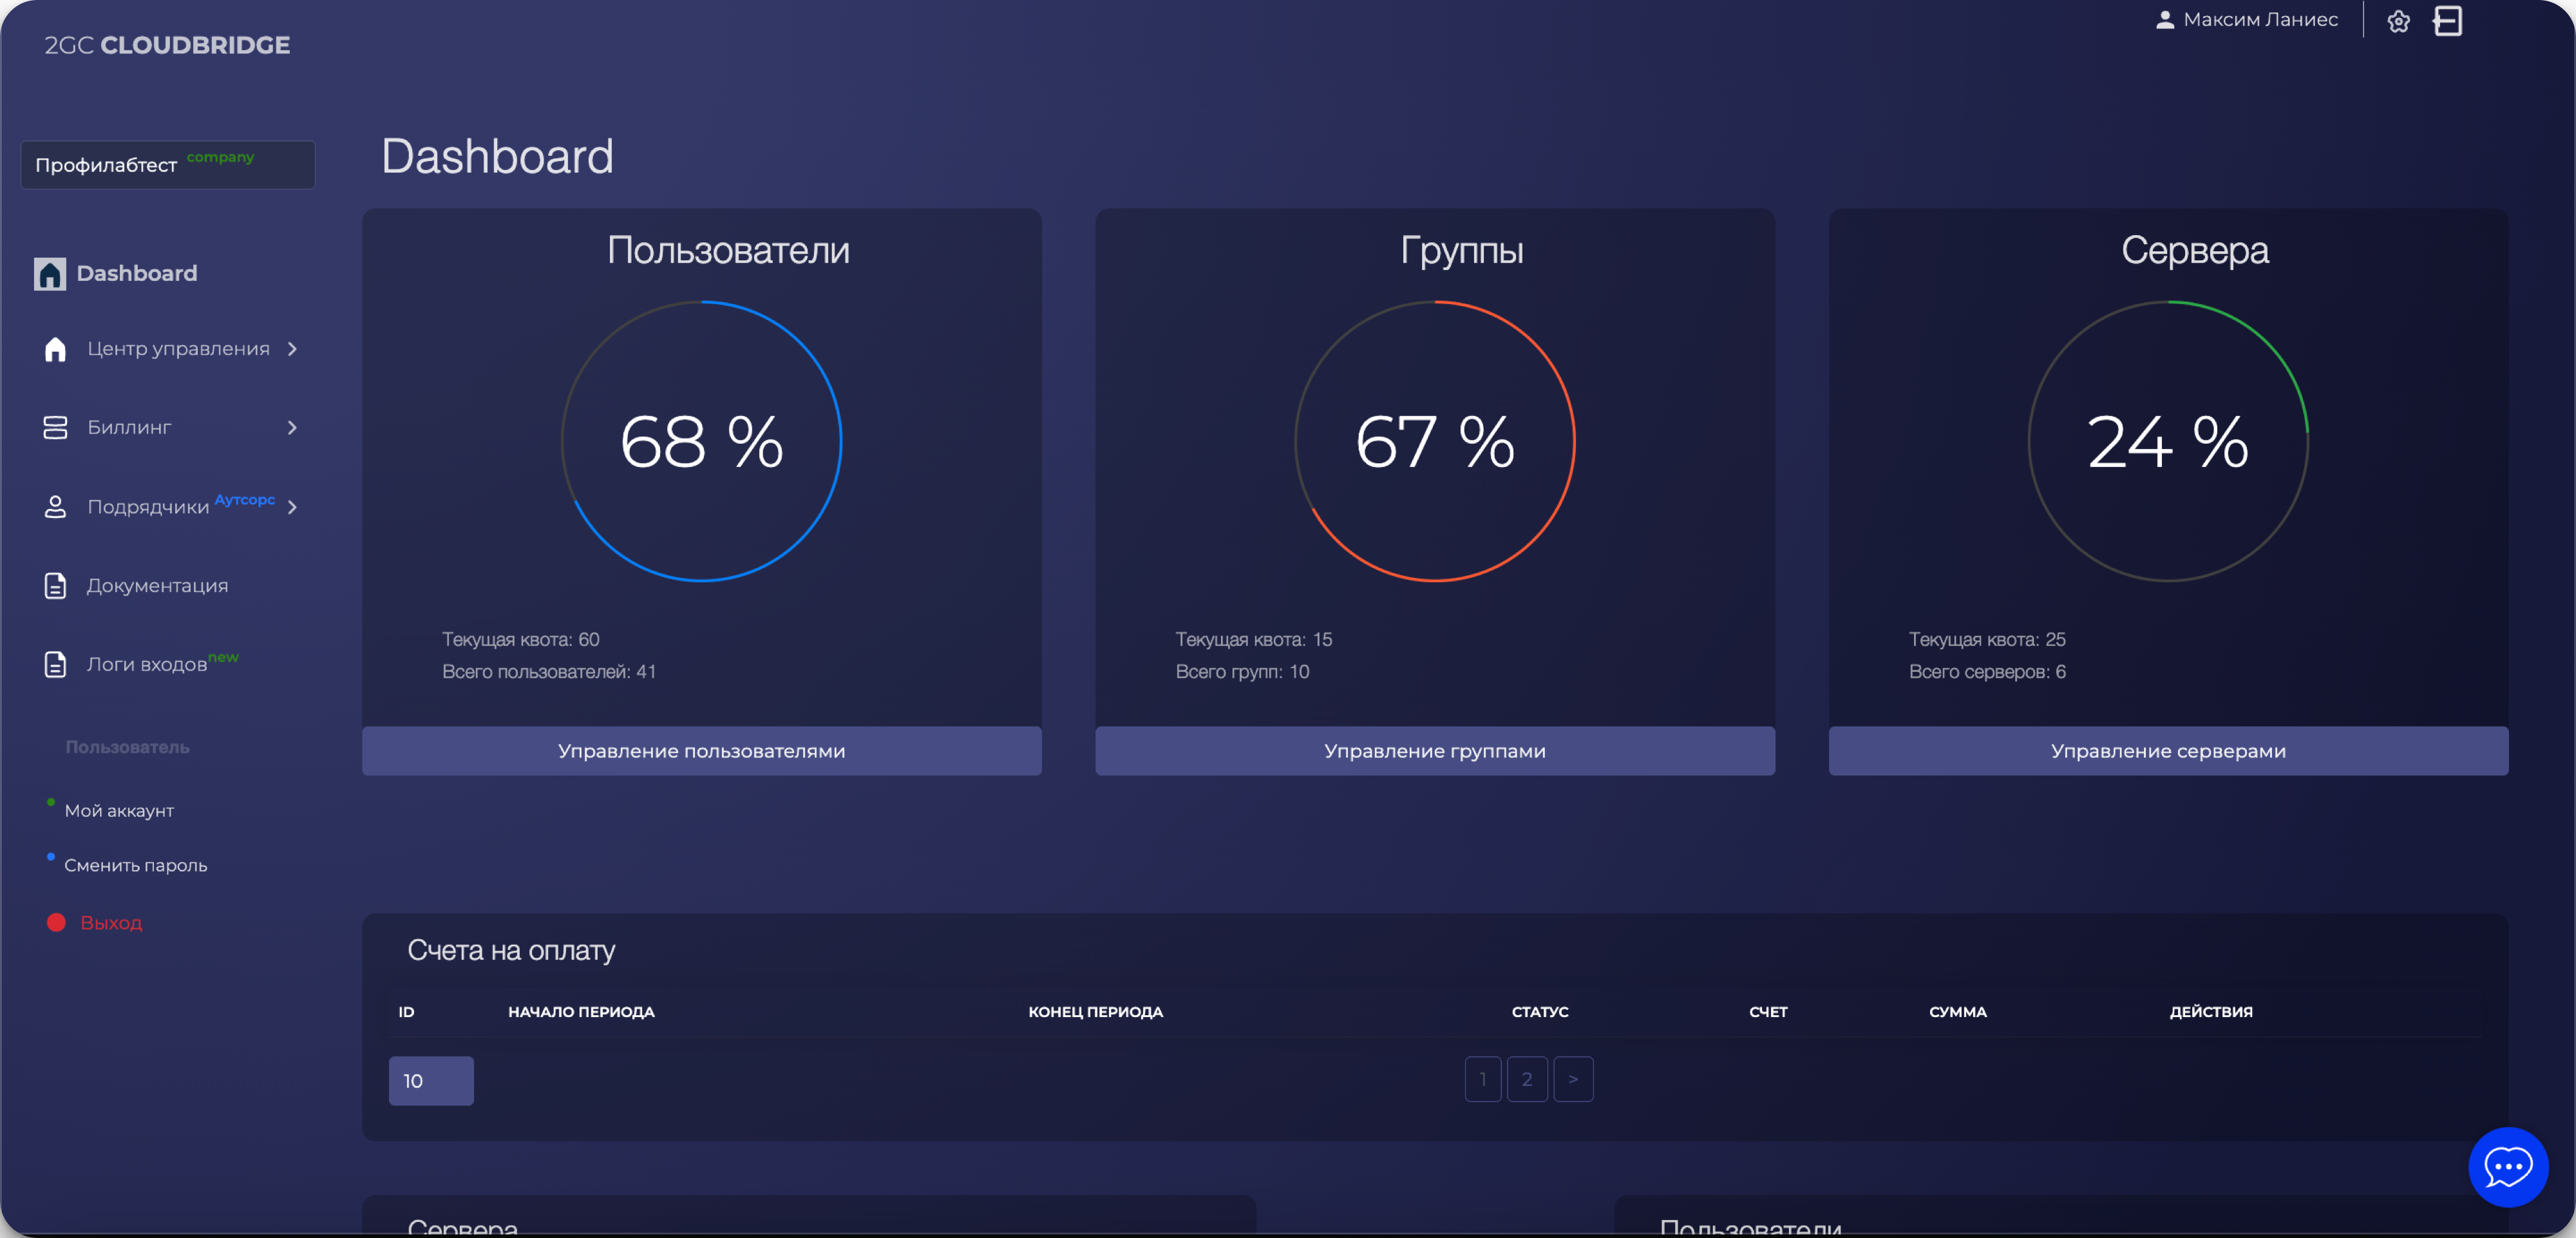 2GC CLOUDBRIDGE
Максим Ланиес
Профилабтест company
Dashboard
Центр управления
Биллинг
Подрядчики Аутсорс
Документация
Логи входов new
Пользователь
Мой аккаунт
Сменить пароль
Выход
Dashboard
Пользователи
68 %
Текущая квота: 60
Всего пользователей: 41
Управление пользователями
Группы
67 %
Текущая квота: 15
Всего групп: 10
Управление группами
Сервера
24 %
Текущая квота: 25
Всего серверов: 6
Управление серверами
Счета на оплату
ID НАЧАЛО ПЕРИОДА КОНЕЦ ПЕРИОДА СТАТУС СЧЕТ СУММА ДЕЙСТВИЯ
10 1 2 >
Сервера
Пользователи